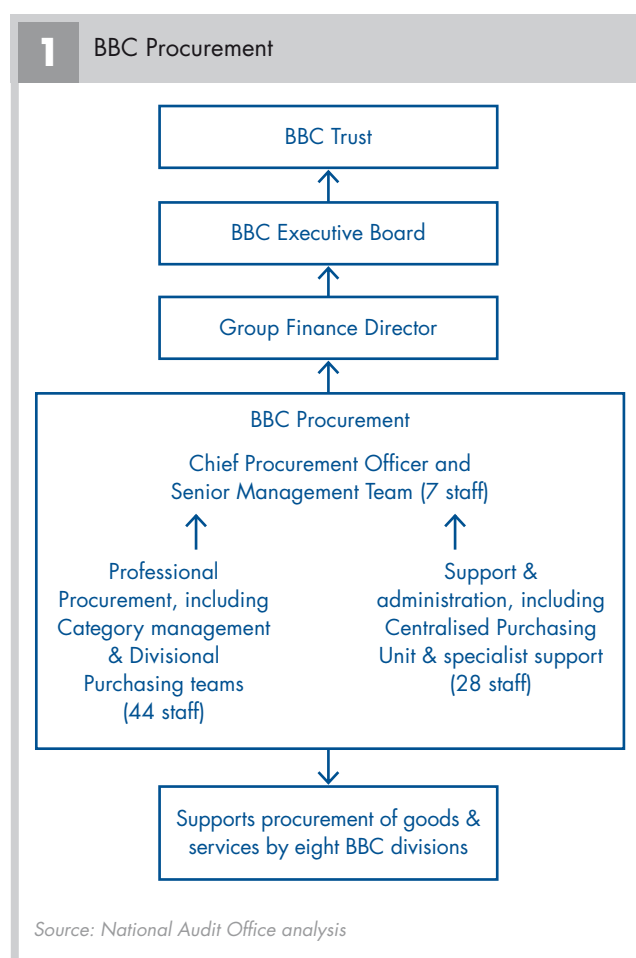 1
BBC Procurement
BBC Trust
BBC Executive Board
Group Finance Director
BBC Procurement
Chief Procurement Officer and
Senior Management Team (7 staff)
Professional
Procurement, including
Category management
& Divisional
Purchasing teams
(44 staff)
Support &
administration, including
Centralised Purchasing
Unit & specialist support
(28 staff)
Supports procurement of goods &
services by eight BBC divisions
Source: National Audit Office analysis